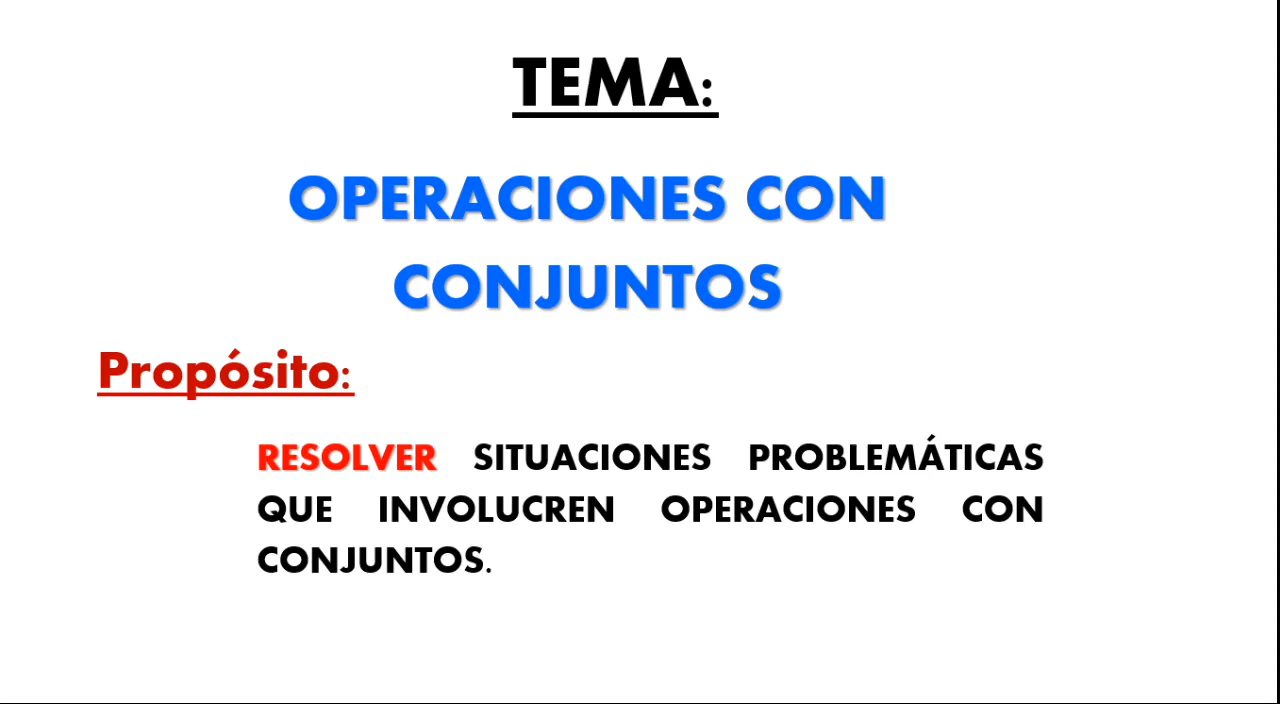 TEMA:
OPERACIONES CON
CONJUNTOS
Propósito:
RESOLVER SITUACIONES PROBLEMÁTICAS
QUE INVOLUCREN OPERACIONES CON
CONJUNTOS.